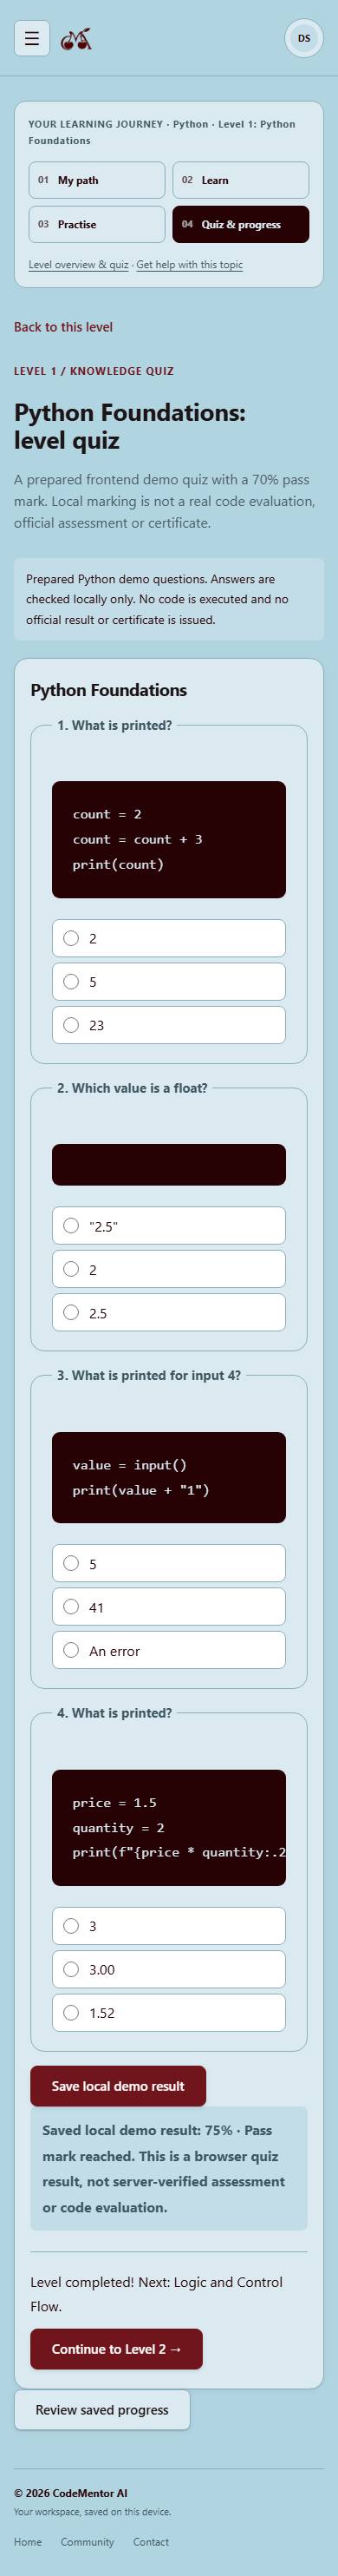 ☰
DS
YOUR LEARNING JOURNEY · Python · Level 1: Python
Foundations
01 My path
02 Learn
03 Practise
04 Quiz & progress
Level overview & quiz · Get help with this topic
Back to this level
LEVEL 1 / KNOWLEDGE QUIZ
Python Foundations:
level quiz
A prepared frontend demo quiz with a 70% pass
mark. Local marking is not a real code evaluation,
official assessment or certificate.
Prepared Python demo questions. Answers are
checked locally only. No code is executed and no
official result or certificate is issued.
Python Foundations
1. What is printed?
count = 2
count = count + 3
print(count)
2
5
23
2. Which value is a float?
"2.5"
2
2.5
3. What is printed for input 4?
value = input()
print(value + "1")
5
41
An error
4. What is printed?
price = 1.5
quantity = 2
print(f"{price * quantity:.2
3
3.00
1.52
Save local demo result
Saved local demo result: 75% · Pass
mark reached. This is a browser quiz
result, not server-verified assessment
or code evaluation.
Level completed! Next: Logic and Control
Flow.
Continue to Level 2 →
Review saved progress
© 2026 CodeMentor AI
Your workspace, saved on this device.
Home Community Contact